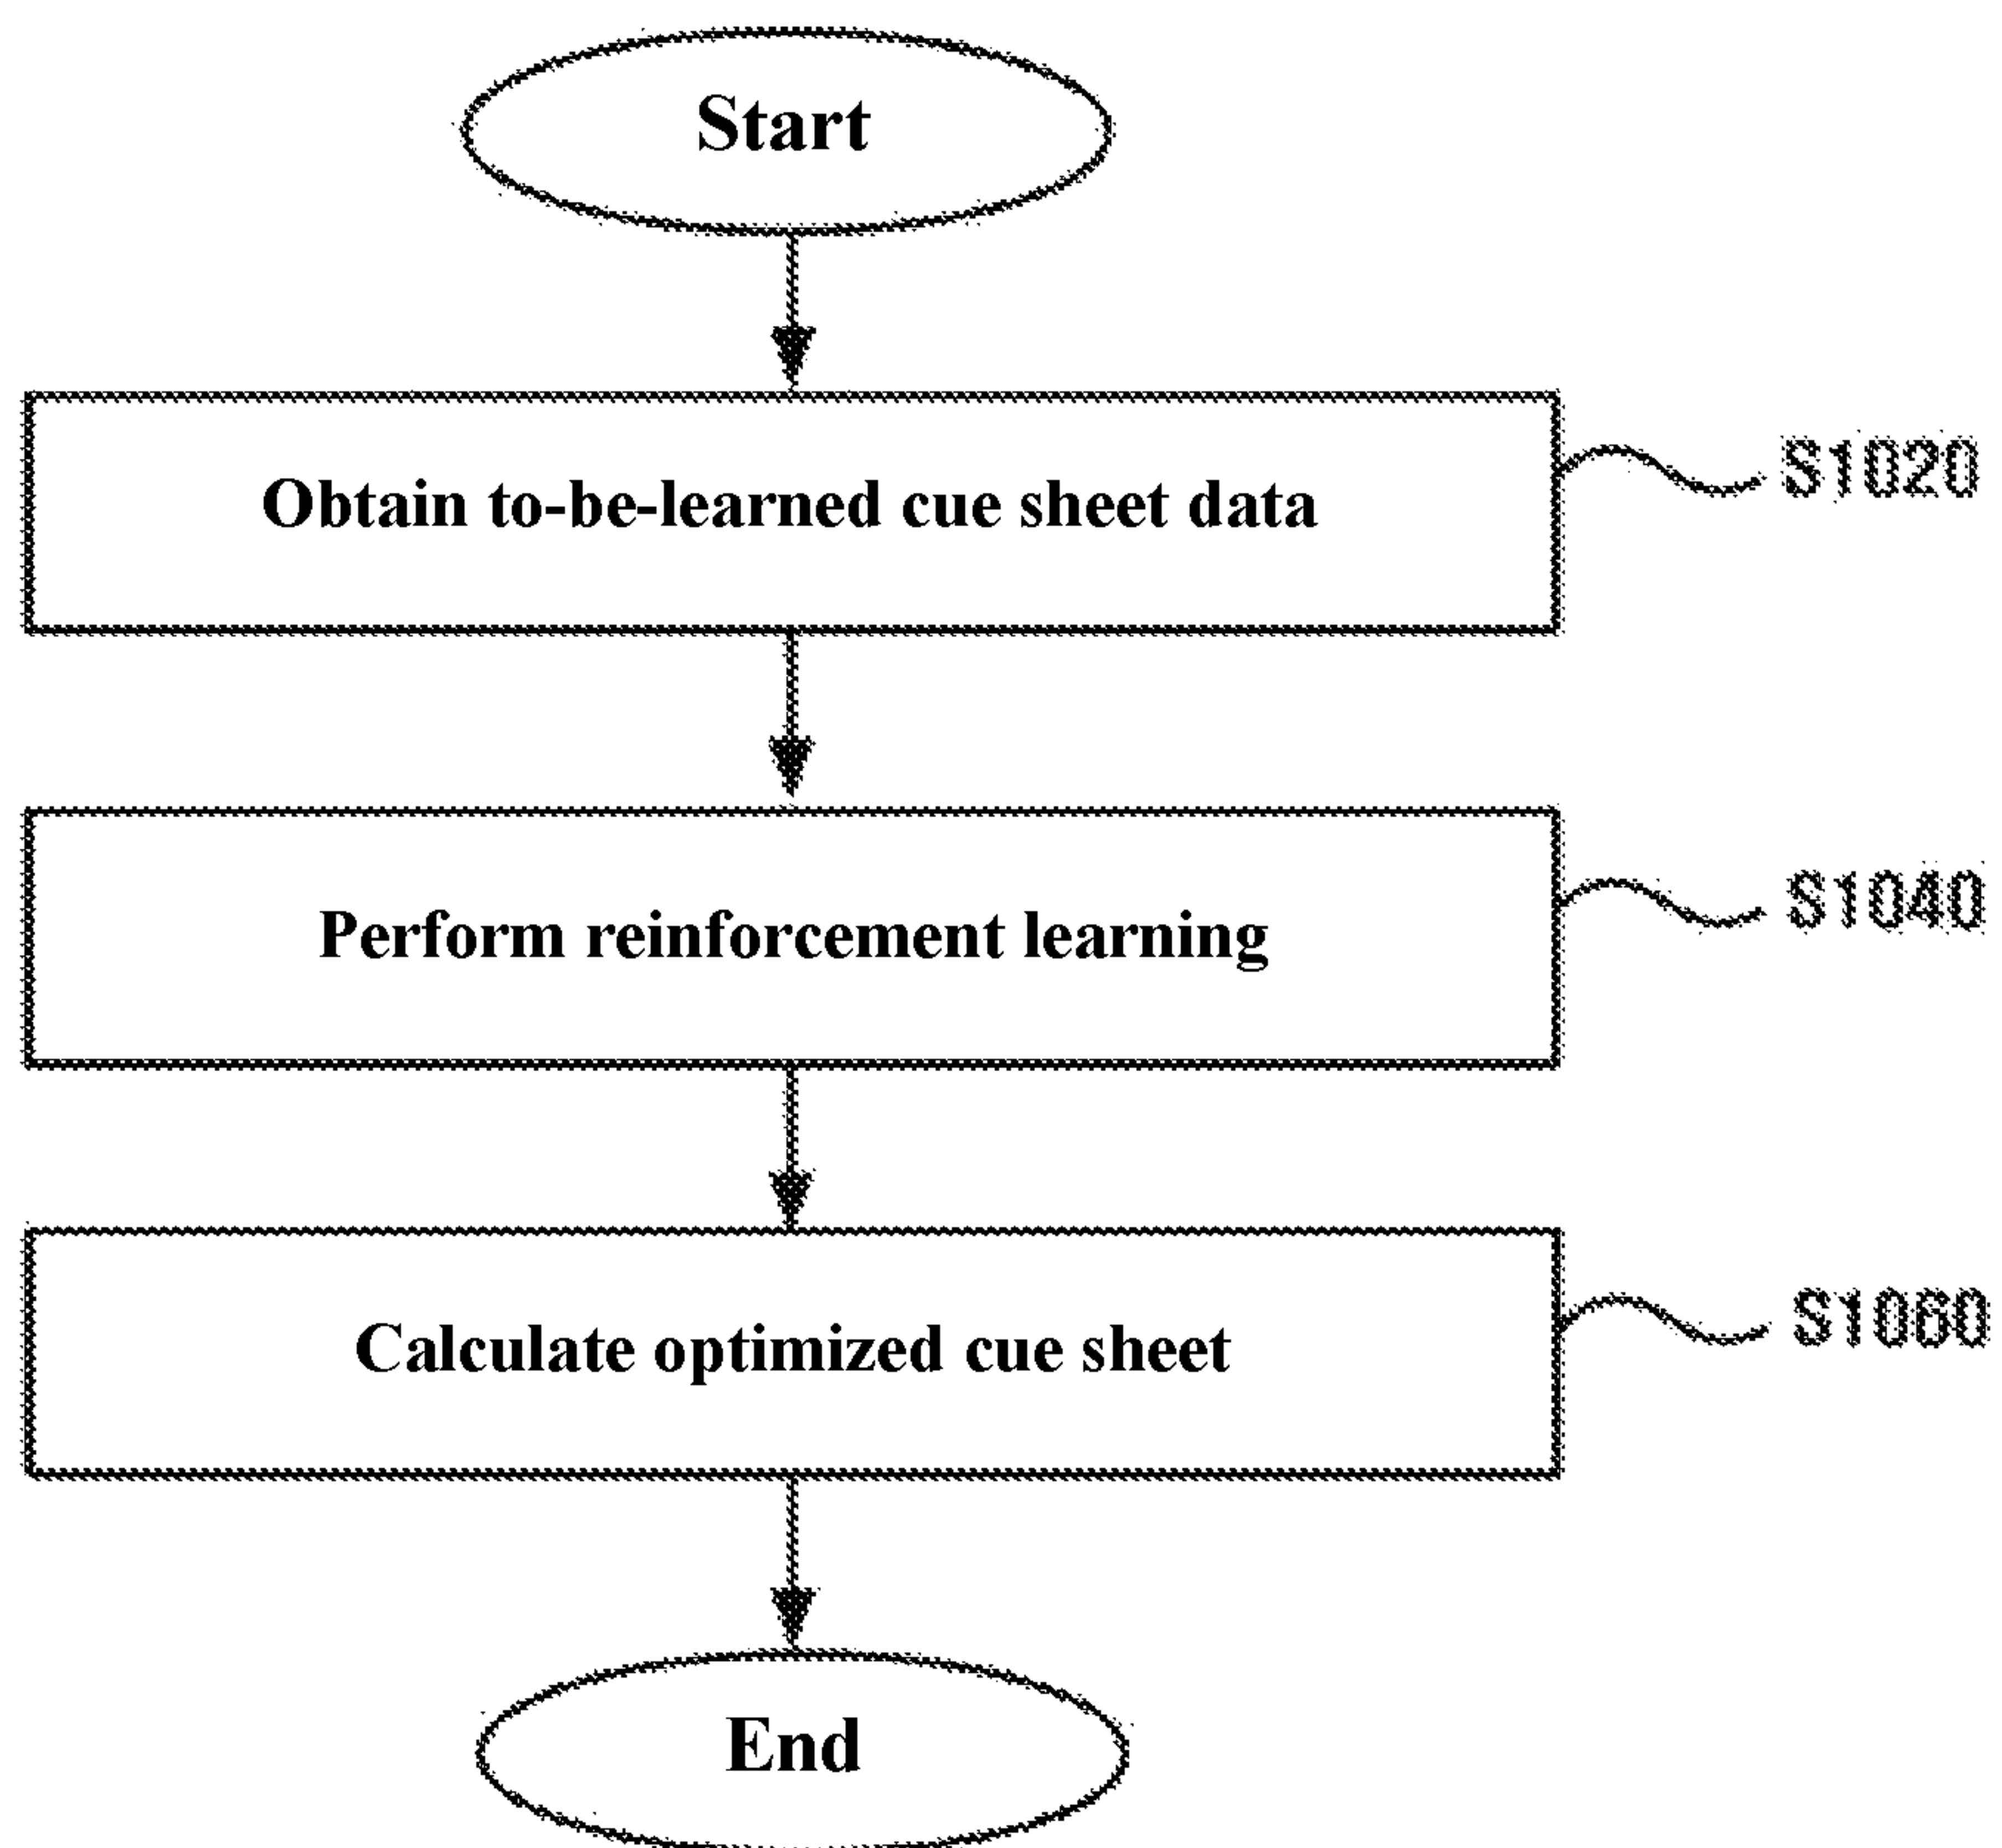 Start
Obtain to-be-learned cue sheet data
S1020
Perform reinforcement learning
S1040
Calculate optimized cue sheet
S1060
End